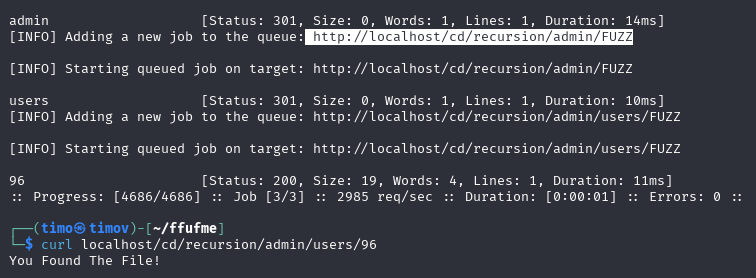 admin                   [Status: 301, Size: 0, Words: 1, Lines: 1, Duration: 14ms]
[INFO] Adding a new job to the queue: http://localhost/cd/recursion/admin/FUZZ
[INFO] Starting queued job on target: http://localhost/cd/recursion/admin/FUZZ
users                   [Status: 301, Size: 0, Words: 1, Lines: 1, Duration: 10ms]
[INFO] Adding a new job to the queue: http://localhost/cd/recursion/admin/users/FUZZ
[INFO] Starting queued job on target: http://localhost/cd/recursion/admin/users/FUZZ
96                      [Status: 200, Size: 19, Words: 4, Lines: 1, Duration: 11ms]
:: Progress: [4686/4686] :: Job [3/3] :: 2985 req/sec :: Duration: [0:00:01] :: Errors: 0 ::
┌──(timo㉿timov)-[~/ffufme]
└─$ curl localhost/cd/recursion/admin/users/96
You Found The File!